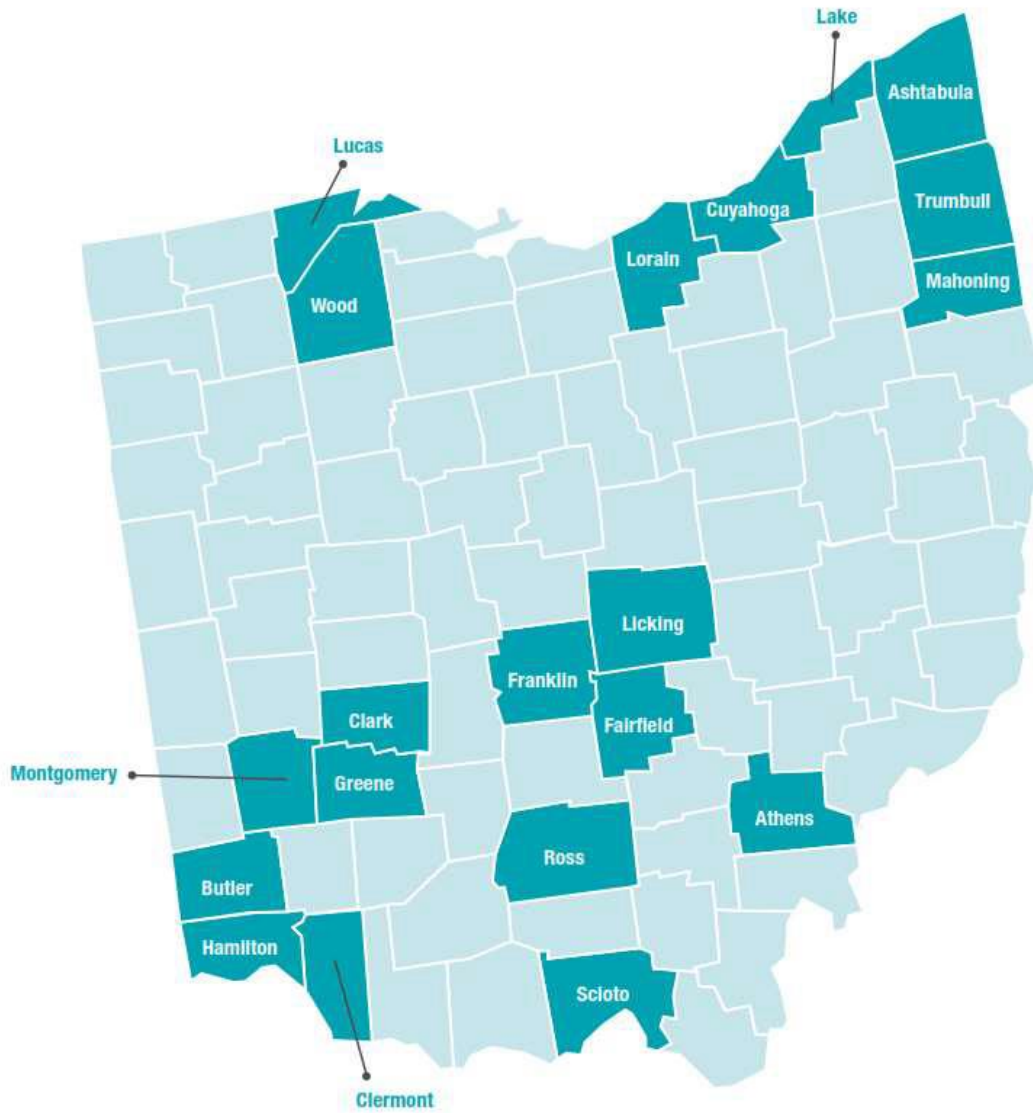 Lake
Ashtabula
Lucas
Trumbull
Cuyahoga
Lorain
Mahoning
Wood
Licking
Franklin
Clark
Fairfield
Montgomery
Greene
Athens
Ross
Butler
Hamilton
Scioto
Clermont